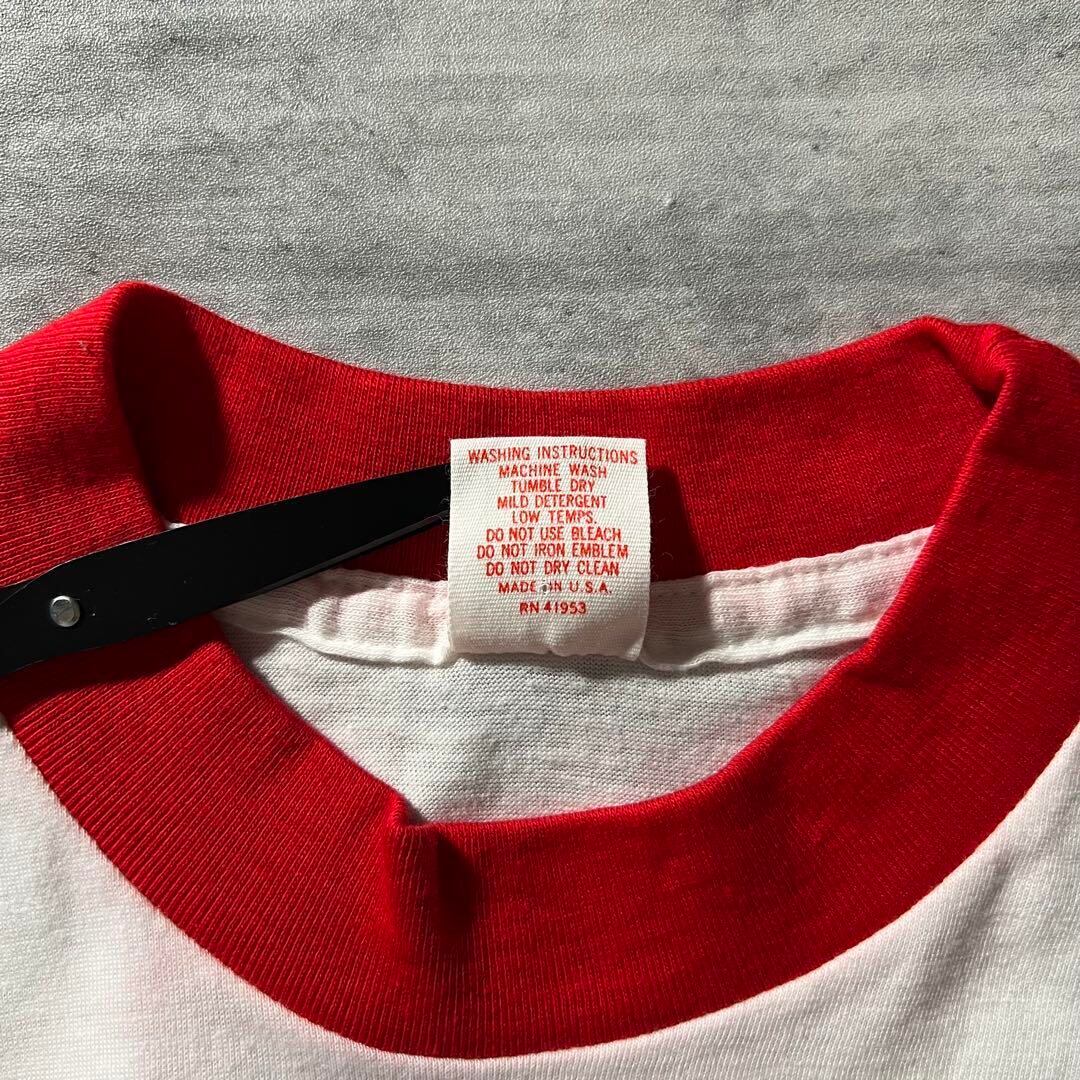 WASHING INSTRUCTIONS
MACHINE WASH
TUMBLE DRY
MILD DETERGENT
LOW TEMPS.
DO NOT USE BLEACH
DO NOT IRON EMBLEM
DO NOT DRY CLEAN
MADE IN U.S.A.
RN 41953